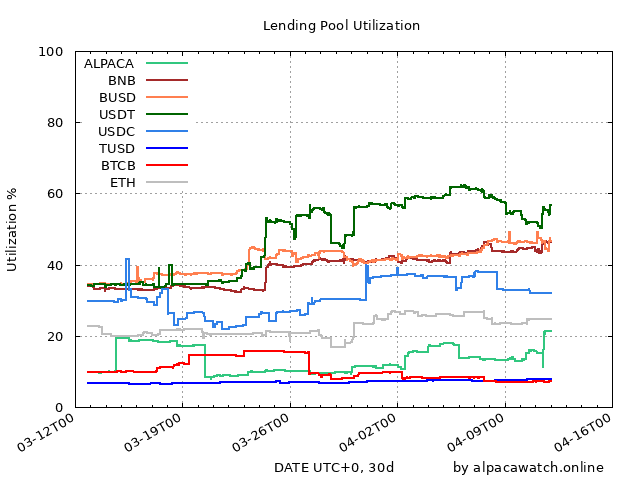 Lending Pool Utilization
100
80
60
40
20
0
Utilization %
ALPACA
BNB
BUSD
USDT
USDC
TUSD
BTCB
ETH
03-12T00
03-19T00
03-26T00
04-02T00
04-09T00
04-16T00
DATE UTC+0, 30d
by alpacawatch.online